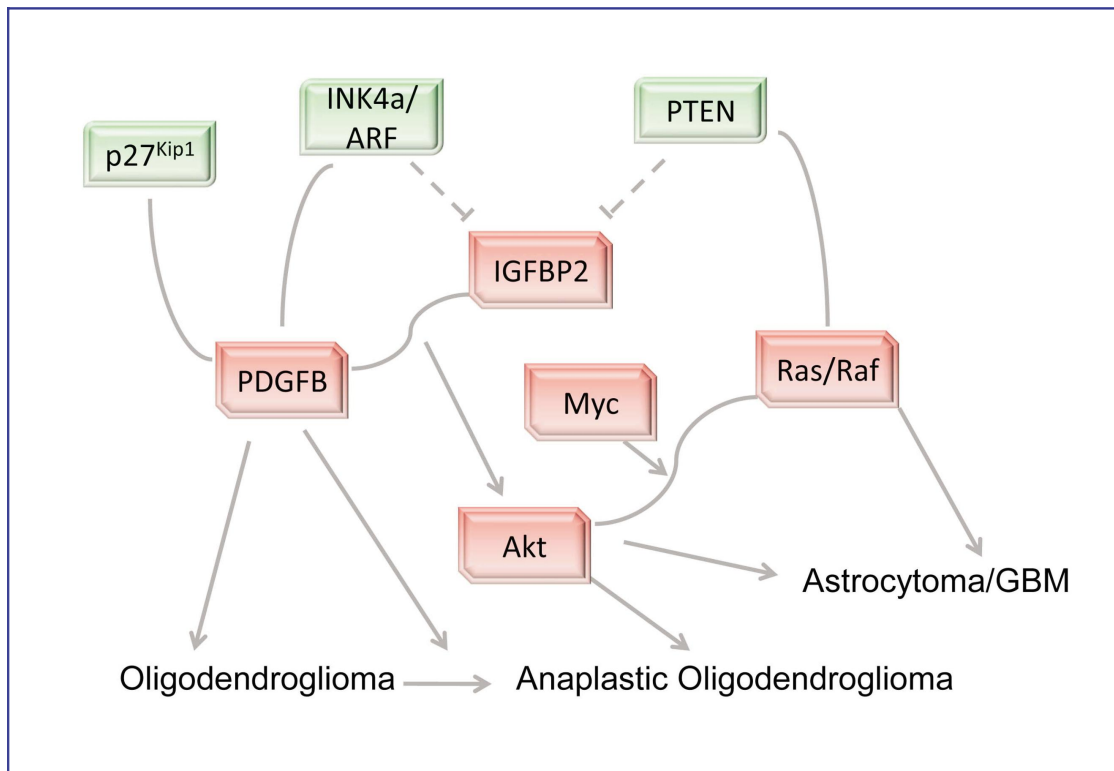 INK4a/
ARF
PTEN
p27Kip1
IGFBP2
PDGFB
Ras/Raf
Myc
Akt
Astrocytoma/GBM
Oligodendroglioma
Anaplastic Oligodendroglioma